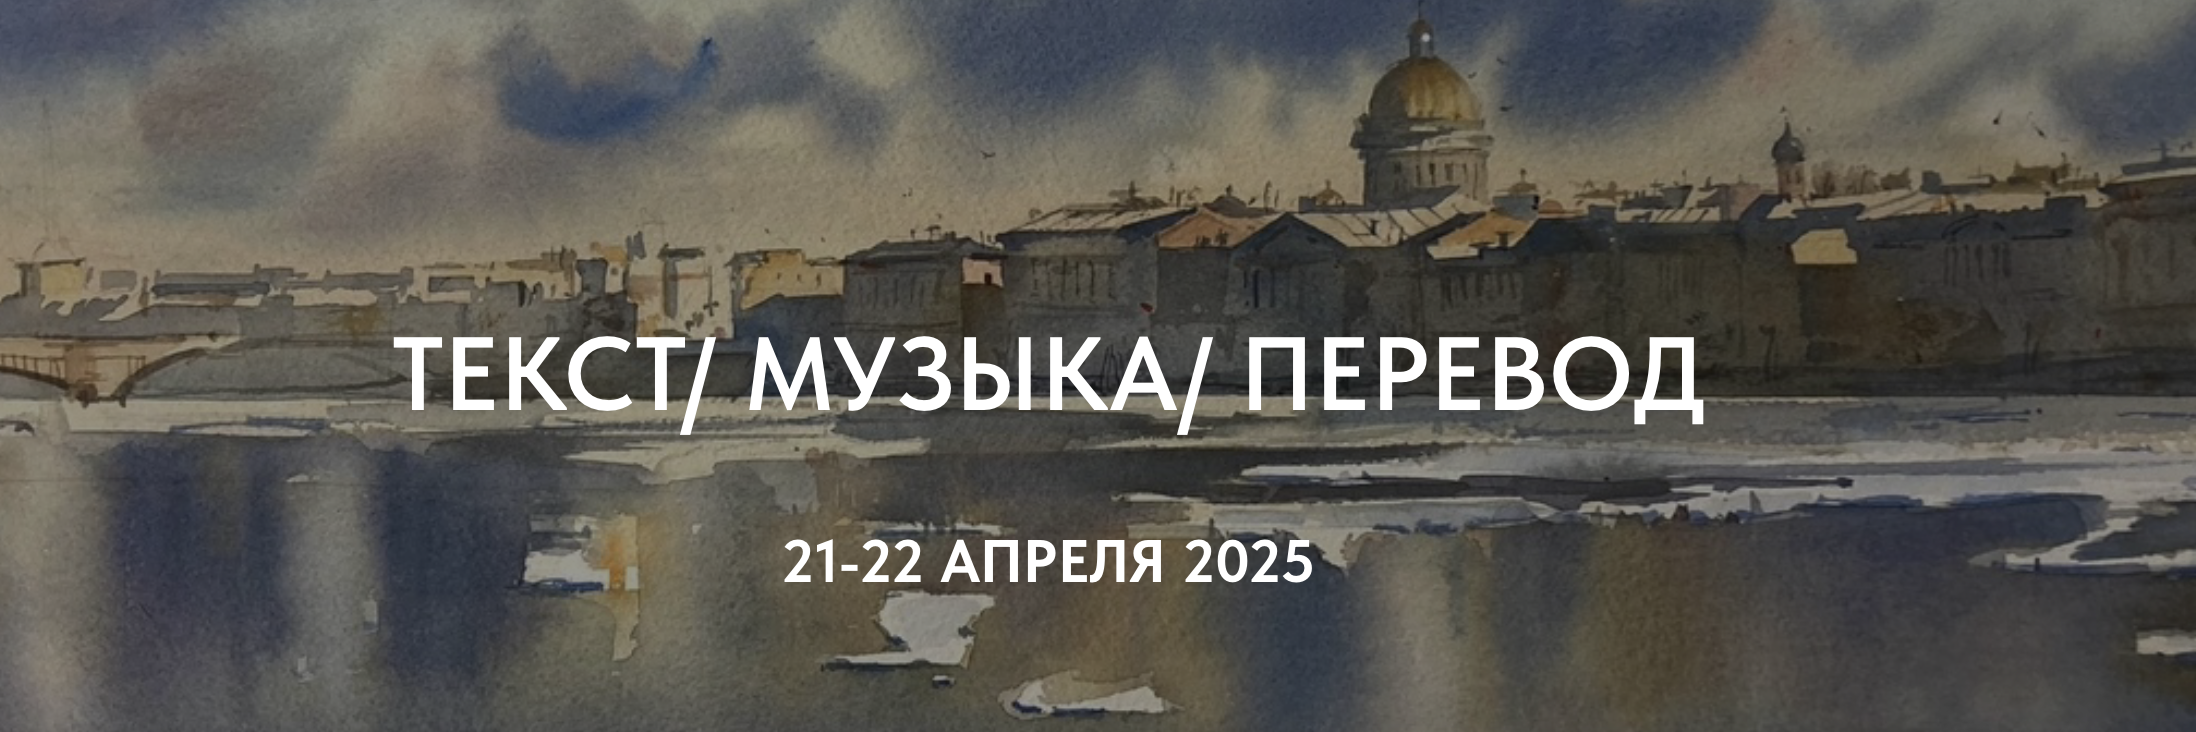 ТЕКСТ/ МУЗЫКА/ ПЕРЕВОД
21-22 АПРЕЛЯ 2025